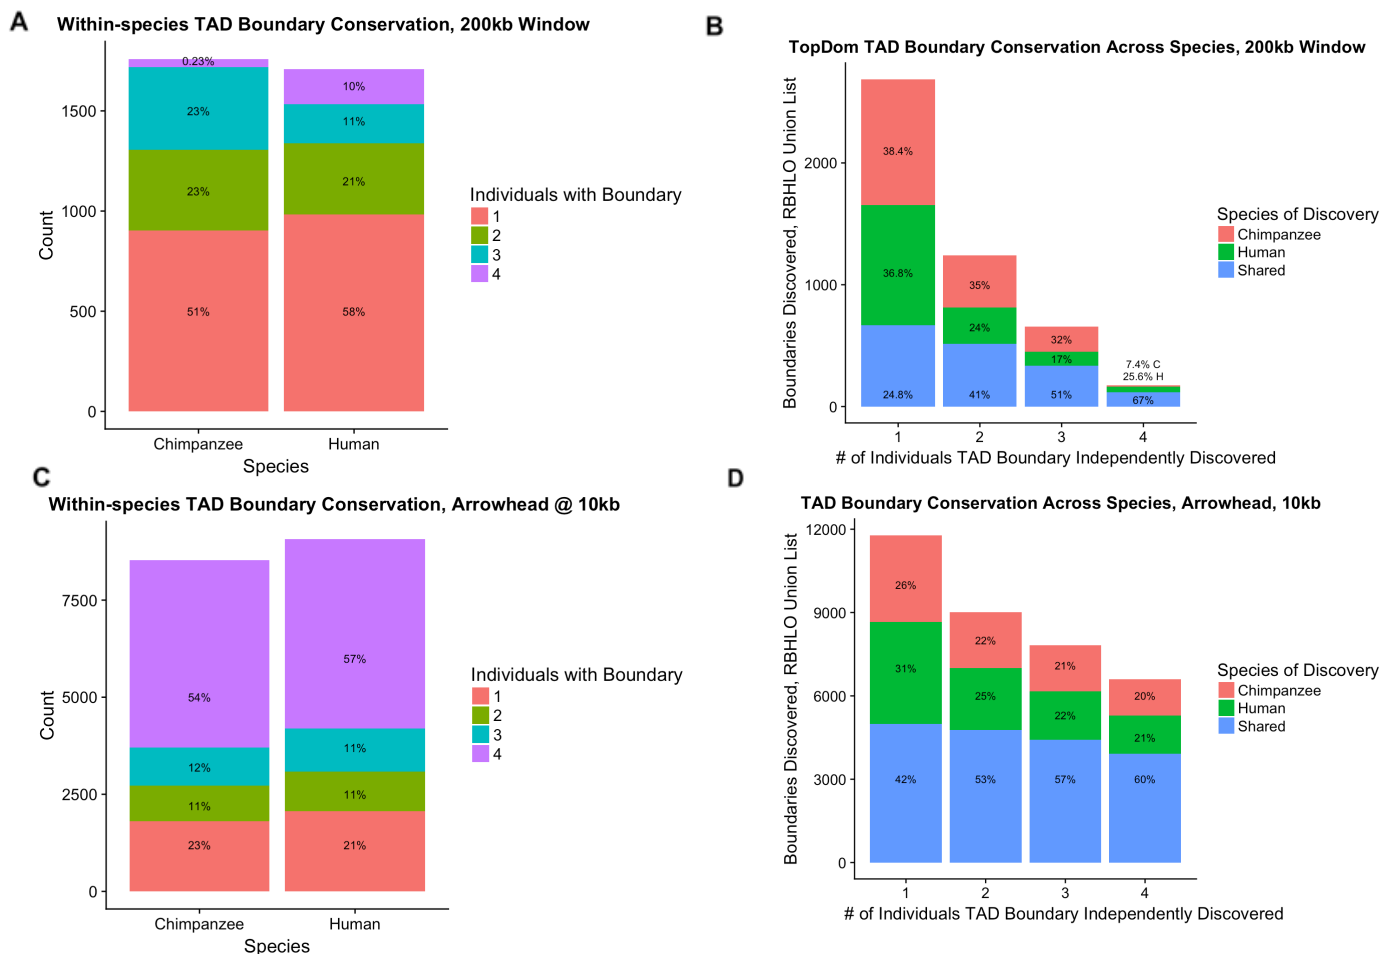 A
Within-species TAD Boundary Conservation, 200kb Window
Count
1500
1000
500
0
0.23%
23%
23%
51%
10%
11%
21%
58%
Chimpanzee
Human
Species
Individuals with Boundary
1
2
3
4
B
TopDom TAD Boundary Conservation Across Species, 200kb Window
Boundaries Discovered, RBHLO Union List
2000
1000
0
38.4%
36.8%
24.8%
35%
24%
41%
32%
17%
51%
7.4% C
25.6% H
67%
1
2
3
4
# of Individuals TAD Boundary Independently Discovered
Species of Discovery
Chimpanzee
Human
Shared
C
Within-species TAD Boundary Conservation, Arrowhead @ 10kb
Count
7500
5000
2500
0
54%
12%
11%
23%
57%
11%
11%
21%
Chimpanzee
Human
Species
Individuals with Boundary
1
2
3
4
D
TAD Boundary Conservation Across Species, Arrowhead, 10kb
Boundaries Discovered, RBHLO Union List
12000
9000
6000
3000
0
26%
31%
42%
22%
25%
53%
21%
22%
57%
20%
21%
60%
1
2
3
4
# of Individuals TAD Boundary Independently Discovered
Species of Discovery
Chimpanzee
Human
Shared